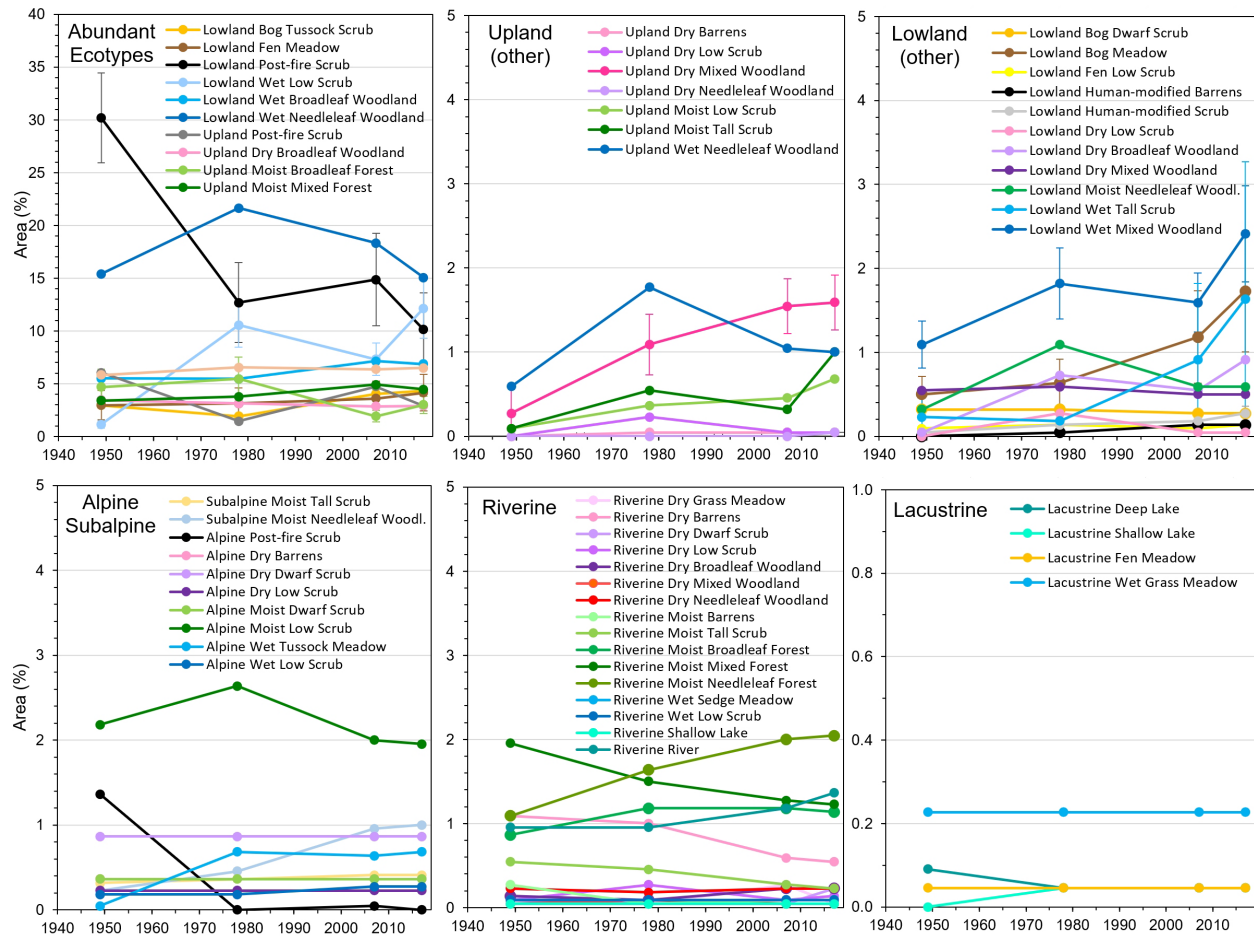 Abundant
Ecotypes
Lowland Bog Tussock Scrub
Lowland Fen Meadow
Lowland Post-fire Scrub
Lowland Wet Low Scrub
Lowland Wet Broadleaf Woodland
Lowland Wet Needleleaf Woodland
Upland Post-fire Scrub
Upland Dry Broadleaf Woodland
Upland Moist Broadleaf Forest
Upland Moist Mixed Forest
Area (%)
40
35
30
25
20
15
10
5
0
1940 1950 1960 1970 1980 1990 2000 2010
Upland
(other)
Upland Dry Barrens
Upland Dry Low Scrub
Upland Dry Mixed Woodland
Upland Dry Needleleaf Woodland
Upland Moist Low Scrub
Upland Moist Tall Scrub
Upland Wet Needleleaf Woodland
5
4
3
2
1
0
1940 1950 1960 1970 1980 1990 2000 2010
Lowland
(other)
Lowland Bog Dwarf Scrub
Lowland Bog Meadow
Lowland Fen Low Scrub
Lowland Human-modified Barrens
Lowland Human-modified Scrub
Lowland Dry Low Scrub
Lowland Dry Broadleaf Woodland
Lowland Dry Mixed Woodland
Lowland Moist Needleleaf Woodl.
Lowland Wet Tall Scrub
Lowland Wet Mixed Woodland
5
4
3
2
1
0
1940 1950 1960 1970 1980 1990 2000 2010
Alpine
Subalpine
Subalpine Moist Tall Scrub
Subalpine Moist Needleleaf Woodl.
Alpine Post-fire Scrub
Alpine Dry Barrens
Alpine Dry Dwarf Scrub
Alpine Dry Low Scrub
Alpine Moist Dwarf Scrub
Alpine Moist Low Scrub
Alpine Wet Tussock Meadow
Alpine Wet Low Scrub
Area (%)
5
4
3
2
1
0
1940 1950 1960 1970 1980 1990 2000 2010
Riverine
Riverine Dry Grass Meadow
Riverine Dry Barrens
Riverine Dry Dwarf Scrub
Riverine Dry Low Scrub
Riverine Dry Broadleaf Woodland
Riverine Dry Mixed Woodland
Riverine Dry Needleleaf Woodland
Riverine Moist Barrens
Riverine Moist Tall Scrub
Riverine Moist Broadleaf Forest
Riverine Moist Mixed Forest
Riverine Moist Needleleaf Forest
Riverine Wet Sedge Meadow
Riverine Wet Low Scrub
Riverine Shallow Lake
Riverine River
5
4
3
2
1
0
1940 1950 1960 1970 1980 1990 2000 2010
Lacustrine
Lacustrine Deep Lake
Lacustrine Shallow Lake
Lacustrine Fen Meadow
Lacustrine Wet Grass Meadow
1.0
0.8
0.6
0.4
0.2
0.0
1940 1950 1960 1970 1980 1990 2000 2010